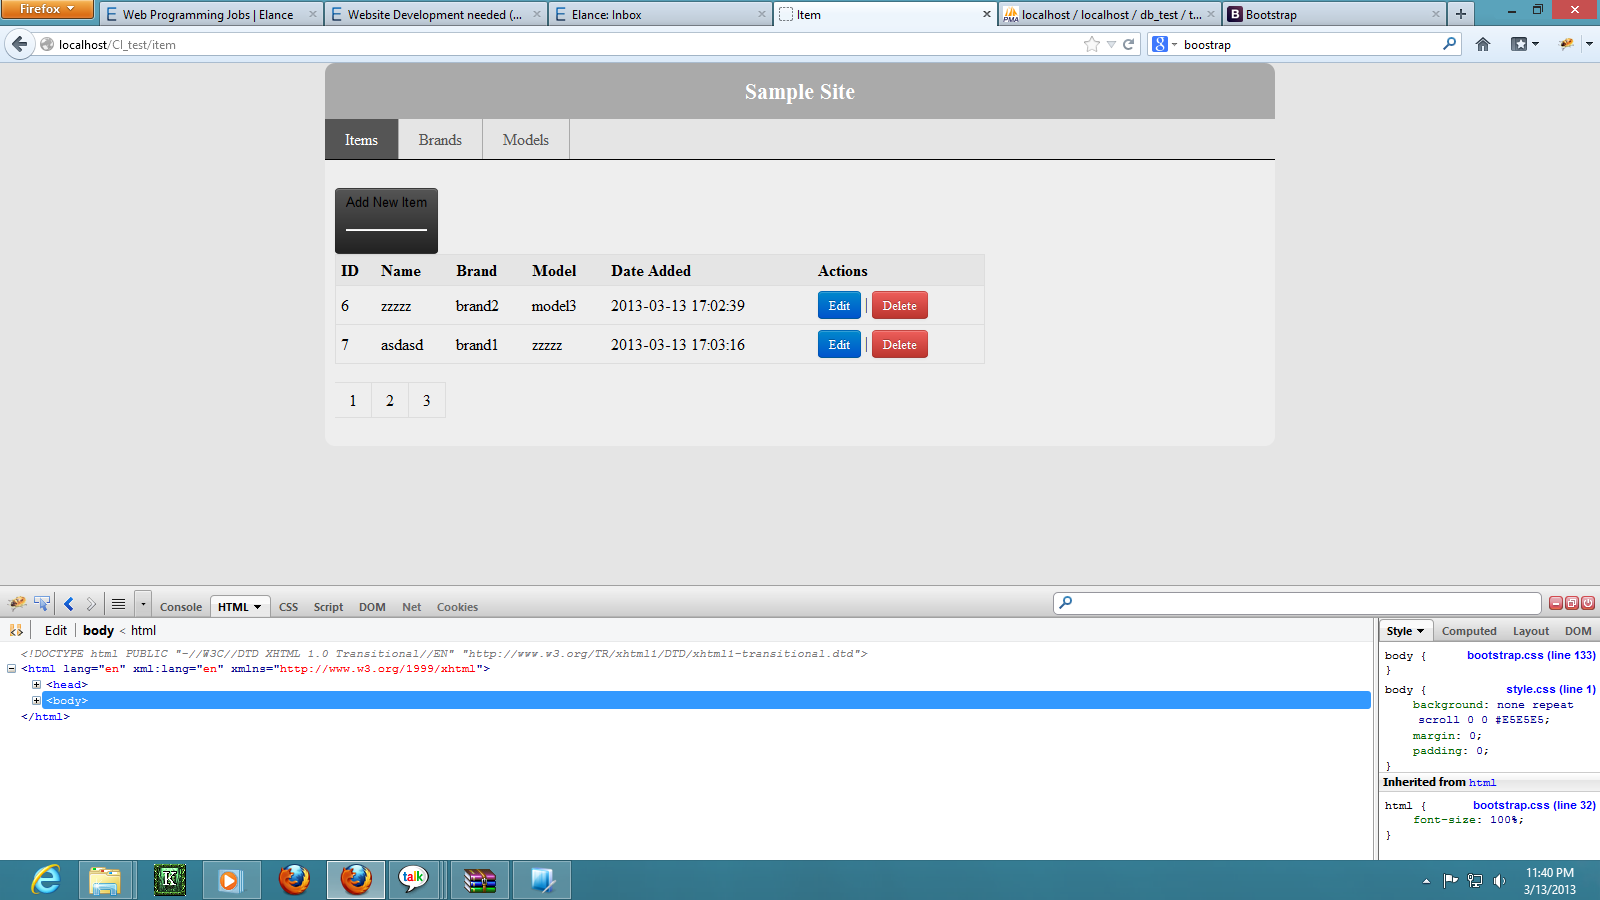 Firefox
Web Programming Jobs | Elance
Website Development needed (...
Elance: Inbox
Item
localhost / localhost / db_test / t...
Bootstrap
localhost/CI_test/item
boostrap
Sample Site
Items Brands Models
Add New Item
ID Name Brand Model Date Added Actions
6 zzzzz brand2 model3 2013-03-13 17:02:39 Edit | Delete
7 asdasd brand1 zzzzz 2013-03-13 17:03:16 Edit | Delete
1 2 3
Console HTML CSS Script DOM Net Cookies
Edit body < html
Style Computed Layout DOM
<!DOCTYPE html PUBLIC "-//W3C//DTD XHTML 1.0 Transitional//EN" "http://www.w3.org/TR/xhtml1/DTD/xhtml1-transitional.dtd">
<html lang="en" xml:lang="en" xmlns="http://www.w3.org/1999/xhtml">
<head>
<body>
</html>
body { bootstrap.css (line 133)
}
body { style.css (line 1)
background: none repeat
scroll 0 0 #E5E5E5;
margin: 0;
padding: 0;
}
Inherited from html
html { bootstrap.css (line 32)
font-size: 100%;
}
talk
11:40 PM
3/13/2013